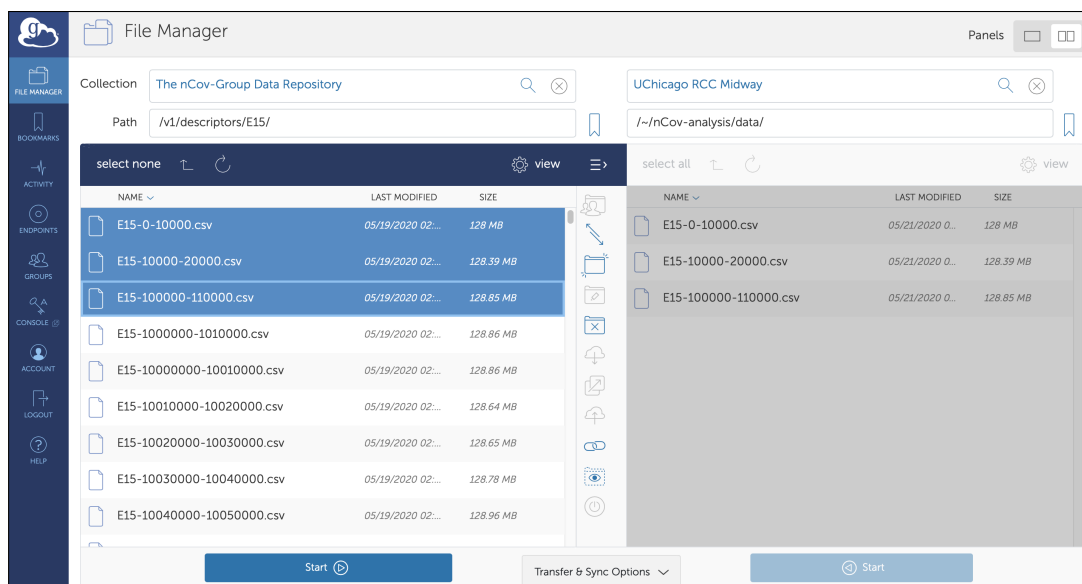 g
File Manager
Panels
FILE MANAGER
BOOKMARKS
ACTIVITY
ENDPOINTS
GROUPS
CONSOLE
ACCOUNT
LOGOUT
HELP
Collection The nCov-Group Data Repository
Path /v1/descriptors/E15/
select none view
NAME LAST MODIFIED SIZE
E15-0-10000.csv 05/19/2020 02:... 128 MB
E15-10000-20000.csv 05/19/2020 02:... 128.39 MB
E15-100000-110000.csv 05/19/2020 02:... 128.85 MB
E15-1000000-1010000.csv 05/19/2020 02:... 128.86 MB
E15-10000000-10010000.csv 05/19/2020 02:... 128.86 MB
E15-10010000-10020000.csv 05/19/2020 02:... 128.64 MB
E15-10020000-10030000.csv 05/19/2020 02:... 128.65 MB
E15-10030000-10040000.csv 05/19/2020 02:... 128.78 MB
E15-10040000-10050000.csv 05/19/2020 02:... 128.96 MB
UChicago RCC Midway
/~/nCov-analysis/data/
select all view
NAME LAST MODIFIED SIZE
E15-0-10000.csv 05/21/2020 0... 128 MB
E15-10000-20000.csv 05/21/2020 0... 128.39 MB
E15-100000-110000.csv 05/21/2020 0... 128.85 MB
Start
Transfer & Sync Options
Start